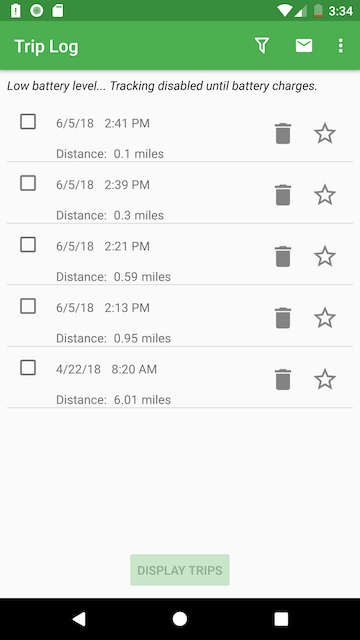 3:34
Trip Log
Low battery level... Tracking disabled until battery charges.
6/5/18 2:41 PM
Distance: 0.1 miles
6/5/18 2:39 PM
Distance: 0.3 miles
6/5/18 2:21 PM
Distance: 0.59 miles
6/5/18 2:13 PM
Distance: 0.95 miles
4/22/18 8:20 AM
Distance: 6.01 miles
DISPLAY TRIPS